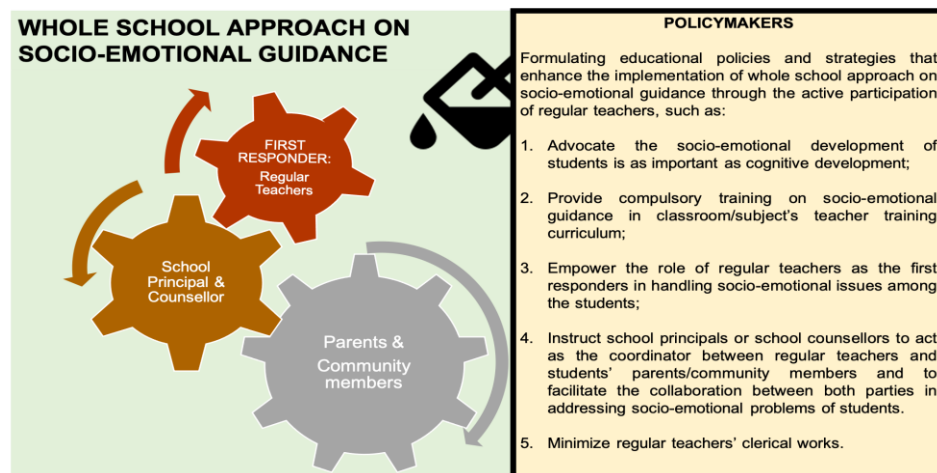 WHOLE SCHOOL APPROACH ON
SOCIO-EMOTIONAL GUIDANCE
FIRST
RESPONDER:
Regular
Teachers
School
Principal &
Counsellor
Parents &
Community
members
POLICYMAKERS
Formulating educational policies and strategies that
enhance the implementation of whole school approach on
socio-emotional guidance through the active participation
of regular teachers, such as:
1. Advocate the socio-emotional development of
students is as important as cognitive development;
2. Provide compulsory training on socio-emotional
guidance in classroom/subject's teacher training
curriculum;
3. Empower the role of regular teachers as the first
responders in handling socio-emotional issues among
the students;
4. Instruct school principals or school counsellors to act
as the coordinator between regular teachers and
students' parents/community members and to
facilitate the collaboration between both parties in
addressing socio-emotional problems of students.
5. Minimize regular teachers' clerical works.